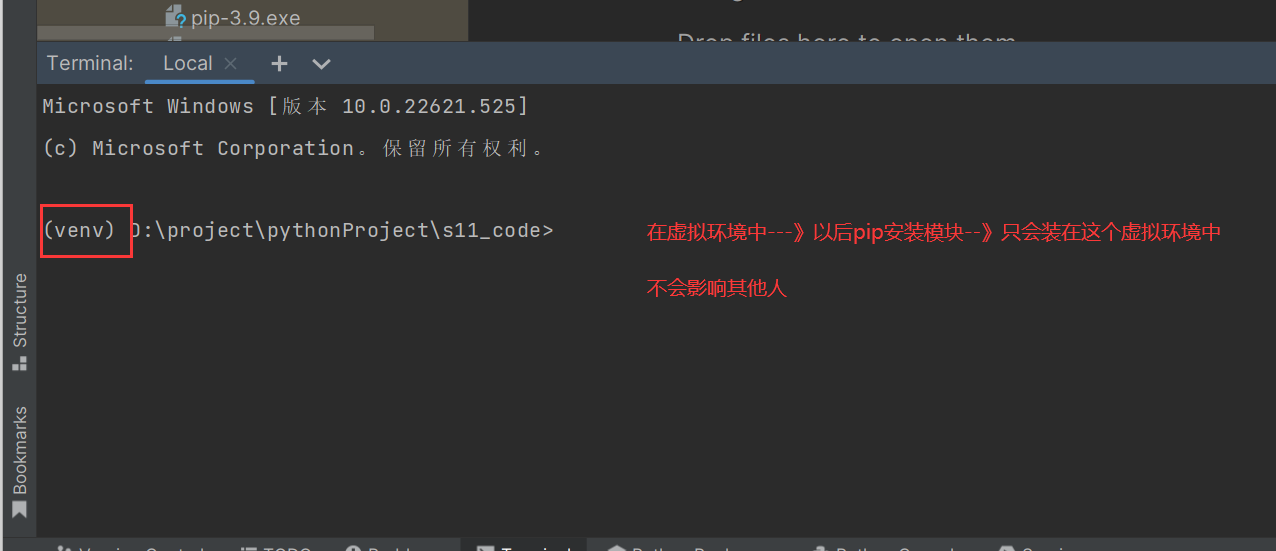 pip-3.9.exe
Drop files here to open them
Terminal: Local × + 
Microsoft Windows [版本 10.0.22621.525]
(c) Microsoft Corporation。保留所有权利。
(venv) D:\project\pythonProject\s11_code>
在虚拟环境中---》以后pip安装模块--》只会装在这个虚拟环境中
不会影响其他人
Structure
Bookmarks
Version Control TODO Terminal